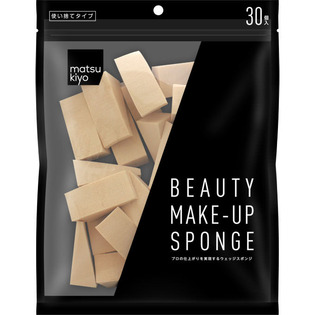 使い捨てタイプ
30個入
matsu
kiyo
BEAUTY
MAKE-UP
SPONGE
プロの仕上がりを実現するウェッジスポンジ